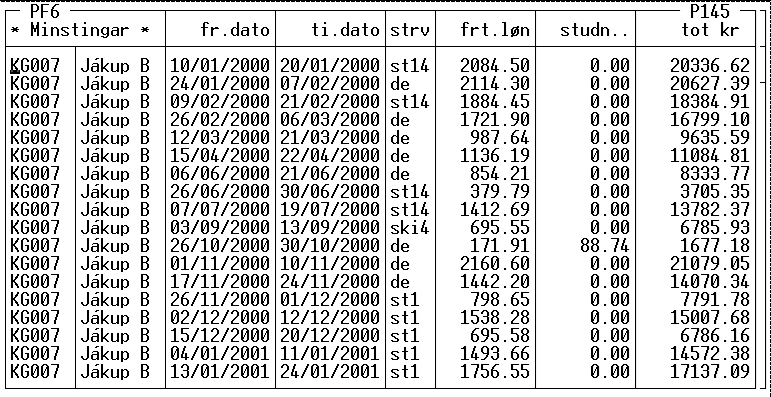 PF6 P145
* Minstingar * fr.dato ti.dato strv frt.løn studn.. tot kr
KG007 Jákup B 10/01/2000 20/01/2000 st14 2084.50 0.00 20336.62
KG007 Jákup B 24/01/2000 07/02/2000 de 2114.30 0.00 20627.39
KG007 Jákup B 09/02/2000 21/02/2000 st14 1884.45 0.00 18384.91
KG007 Jákup B 26/02/2000 06/03/2000 de 1721.90 0.00 16799.10
KG007 Jákup B 12/03/2000 21/03/2000 de 987.64 0.00 9635.59
KG007 Jákup B 15/04/2000 22/04/2000 de 1136.19 0.00 11084.81
KG007 Jákup B 06/06/2000 21/06/2000 de 854.21 0.00 8333.77
KG007 Jákup B 26/06/2000 30/06/2000 st14 379.79 0.00 3705.35
KG007 Jákup B 07/07/2000 19/07/2000 st14 1412.69 0.00 13782.37
KG007 Jákup B 03/09/2000 13/09/2000 ski4 695.55 0.00 6785.93
KG007 Jákup B 26/10/2000 30/10/2000 de 171.91 88.74 1677.18
KG007 Jákup B 01/11/2000 10/11/2000 de 2160.60 0.00 21079.05
KG007 Jákup B 17/11/2000 24/11/2000 de 1442.20 0.00 14070.34
KG007 Jákup B 26/11/2000 01/12/2000 st1 798.65 0.00 7791.78
KG007 Jákup B 02/12/2000 12/12/2000 st1 1538.28 0.00 15007.68
KG007 Jákup B 15/12/2000 20/12/2000 st1 695.58 0.00 6786.16
KG007 Jákup B 04/01/2001 11/01/2001 st1 1493.66 0.00 14572.38
KG007 Jákup B 13/01/2001 24/01/2001 st1 1756.55 0.00 17137.09